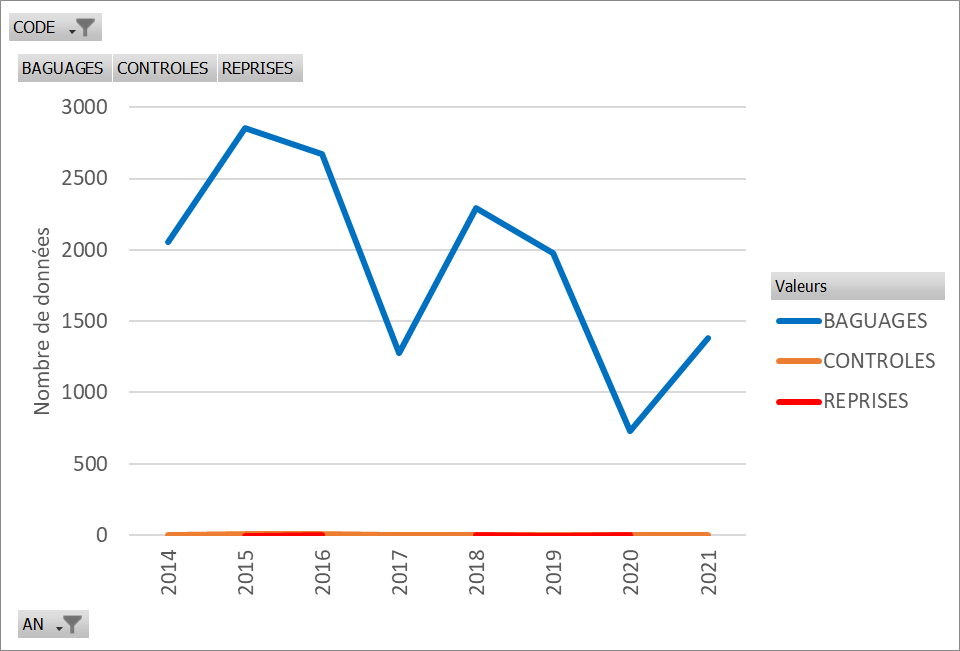 CODE
BAGUAGES CONTROLES REPRISES
Nombre de données
3000
2500
2000
1500
1000
500
0
2014 2015 2016 2017 2018 2019 2020 2021
Valeurs
BAGUAGES
CONTROLES
REPRISES
AN